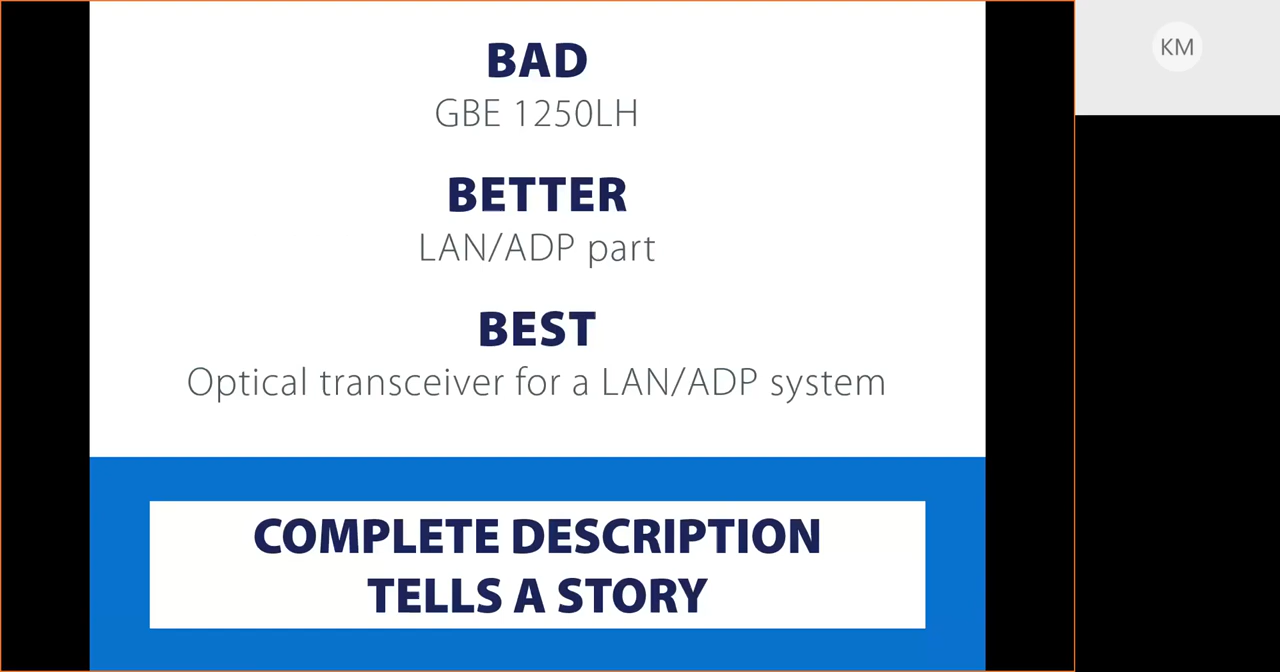 BAD
GBE 1250LH
BETTER
LAN/ADP part
BEST
Optical transceiver for a LAN/ADP system
COMPLETE DESCRIPTION
TELLS A STORY
KM